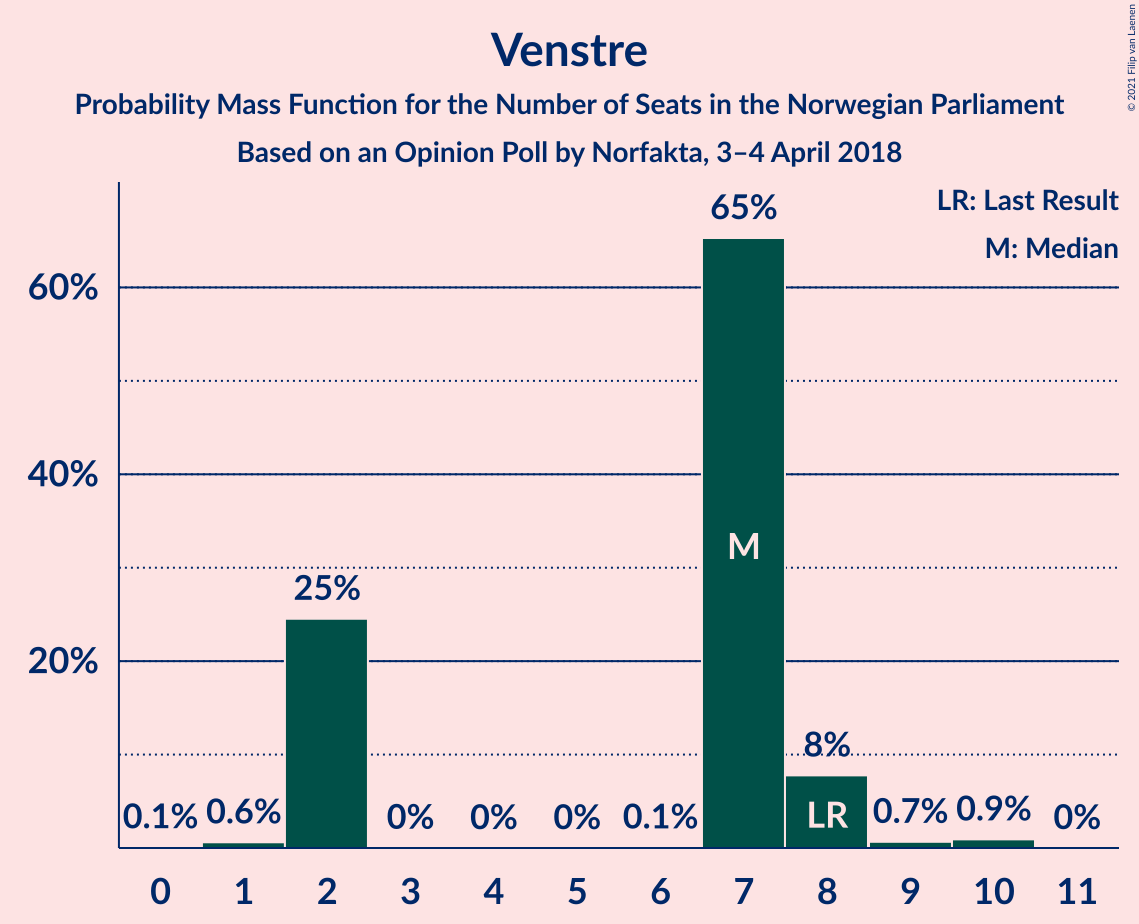 Venstre
Probability Mass Function for the Number of Seats in the Norwegian Parliament
Based on an Opinion Poll by Norfakta, 3–4 April 2018
© 2021 Filip van Laenen
LR: Last Result
M: Median
60%
40%
20%
0.1%
0.6%
25%
0%
0%
0%
0.1%
65%
M
8%
LR
0.7%
0.9%
0%
0 1 2 3 4 5 6 7 8 9 10 11